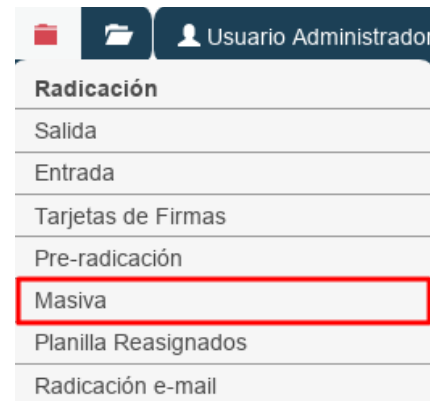 Usuario Administrador
Radicación
Salida
Entrada
Tarjetas de Firmas
Pre-radicación
Masiva
Planilla Reasignados
Radicación e-mail